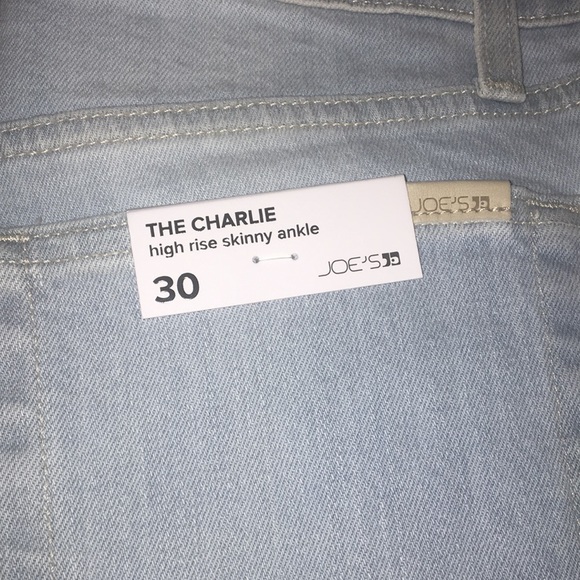 THE CHARLIE
high rise skinny ankle
30
JOE'S
JOE'S